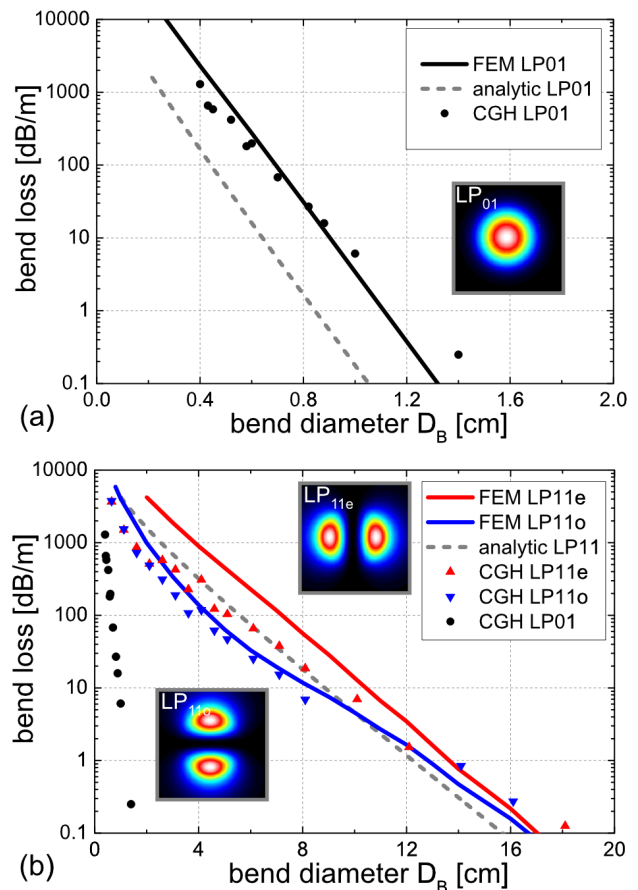 10000
1000
100
10
1
0.1
bend loss [dB/m]
FEM LP01
analytic LP01
CGH LP01
LP01
0.0 0.4 0.8 1.2 1.6 2.0
(a) bend diameter D_B [cm]
10000
1000
100
10
1
0.1
bend loss [dB/m]
LP11e
FEM LP11e
FEM LP11o
analytic LP11
CGH LP11e
CGH LP11o
CGH LP01
LP11o
0 4 8 12 16 20
(b) bend diameter D_B [cm]